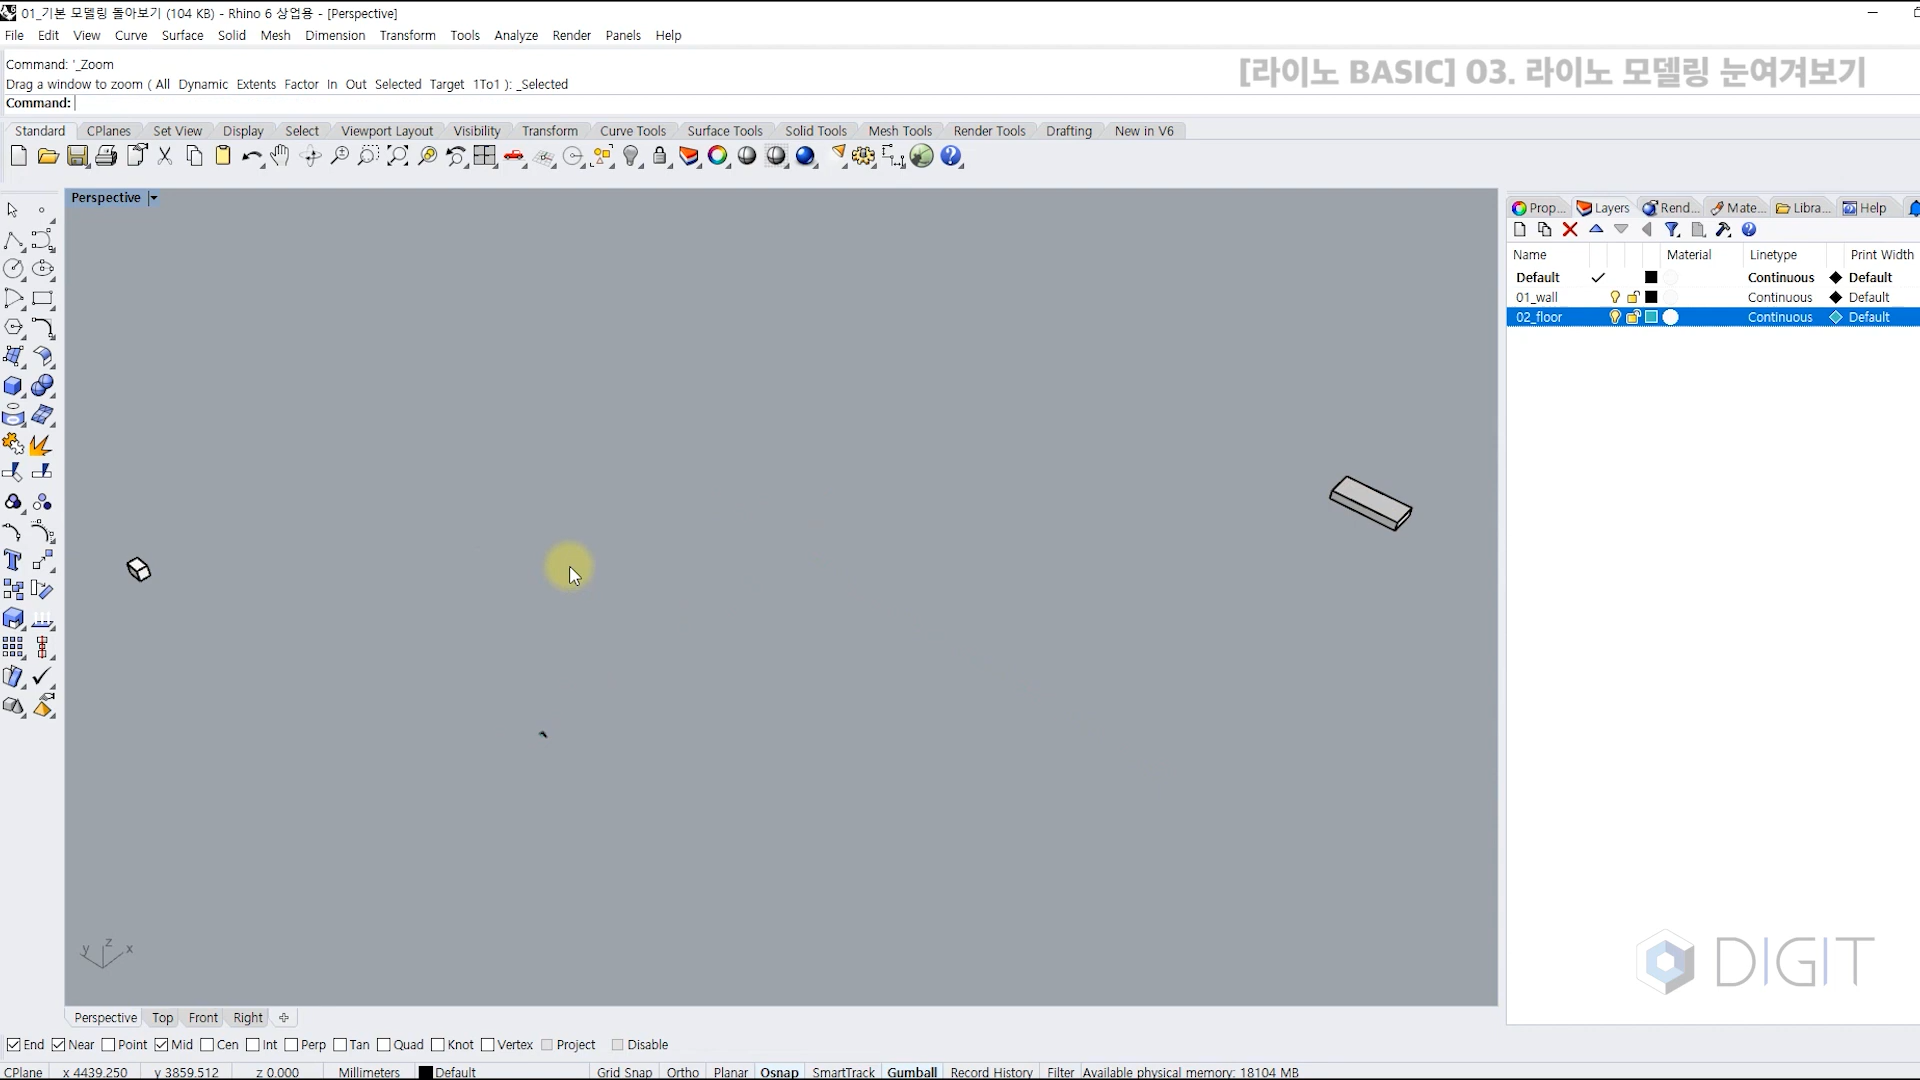 01_기본 모델링 돌아보기 (104 KB) - Rhino 6 상업용 - [Perspective]
File Edit View Curve Surface Solid Mesh Dimension Transform Tools Analyze Render Panels Help
Command: '_Zoom
Drag a window to zoom ( All Dynamic Extents Factor In Out Selected Target 1To1 ): _Selected
Command:
[라이노 BASIC] 03. 라이노 모델링 눈여겨보기
Standard CPlanes Set View Display Select Viewport Layout Visibility Transform Curve Tools Surface Tools Solid Tools Mesh Tools Render Tools Drafting New in V6
Perspective
Prop... Layers Rend... Mate... Libra... Help
Name Material Linetype Print Width
Default Continuous Default
01_wall Continuous Default
02_floor Continuous Default
y z x
DIGIT
Perspective Top Front Right
End Near Point Mid Cen Int Perp Tan Quad Knot Vertex Project Disable
CPlane x 4439.250 y 3859.512 z 0.000 Millimeters Default Grid Snap Ortho Planar Osnap SmartTrack Gumball Record History Filter Available physical memory: 18104 MB